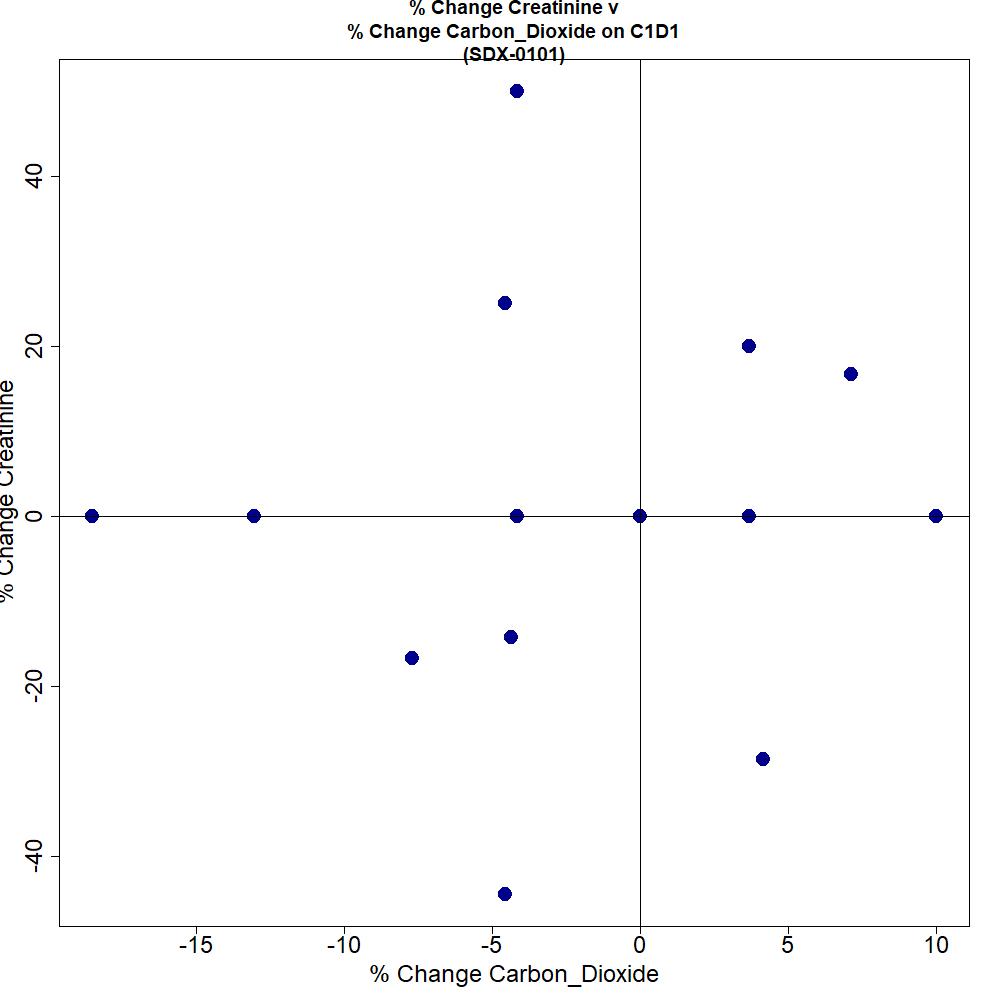 % Change Creatinine v
% Change Carbon_Dioxide on C1D1
(SDX-0101)
% Change Creatinine
40
20
0
-20
-40
-15
-10
-5
0
5
10
% Change Carbon_Dioxide